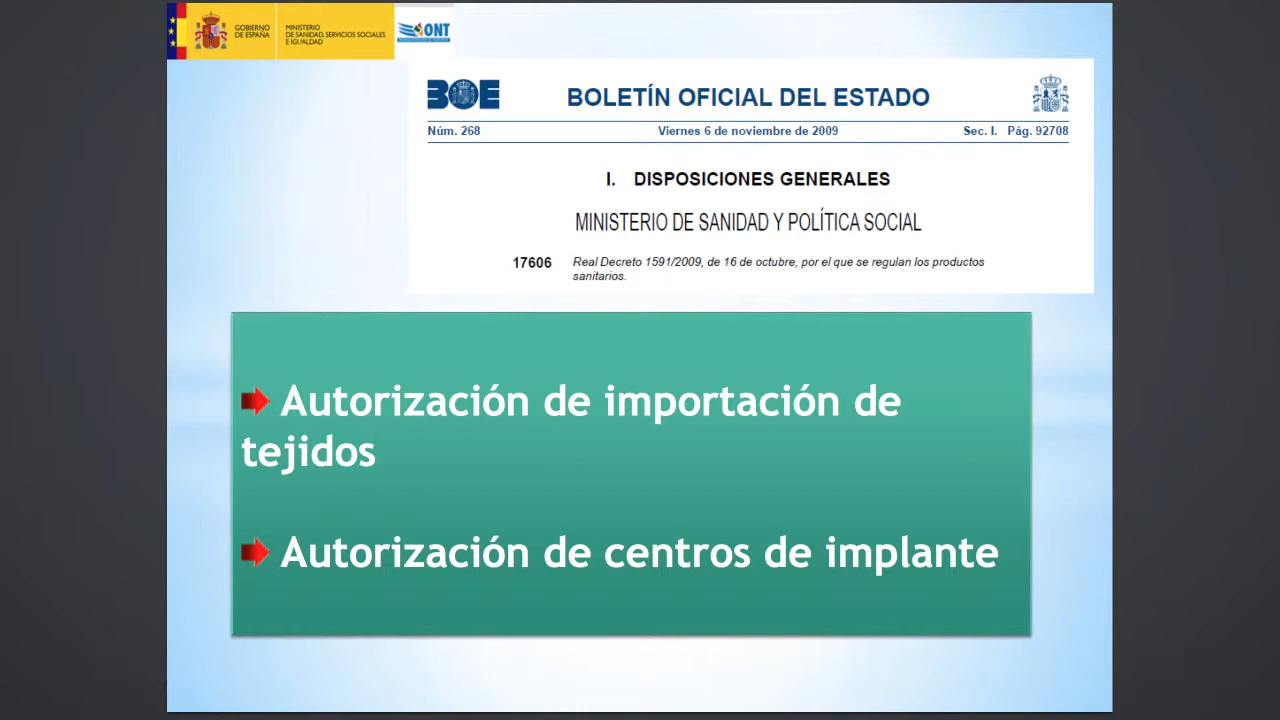 GOBIERNO
DE ESPAÑA
MINISTERIO
DE SANIDAD, SERVICIOS SOCIALES
E IGUALDAD
ONT
BOE
BOLETÍN OFICIAL DEL ESTADO
Núm. 268
Viernes 6 de noviembre de 2009
Sec. I. Pág. 92708
I. DISPOSICIONES GENERALES
MINISTERIO DE SANIDAD Y POLÍTICA SOCIAL
17606 Real Decreto 1591/2009, de 16 de octubre, por el que se regulan los productos
sanitarios.
Autorización de importación de
tejidos
Autorización de centros de implante